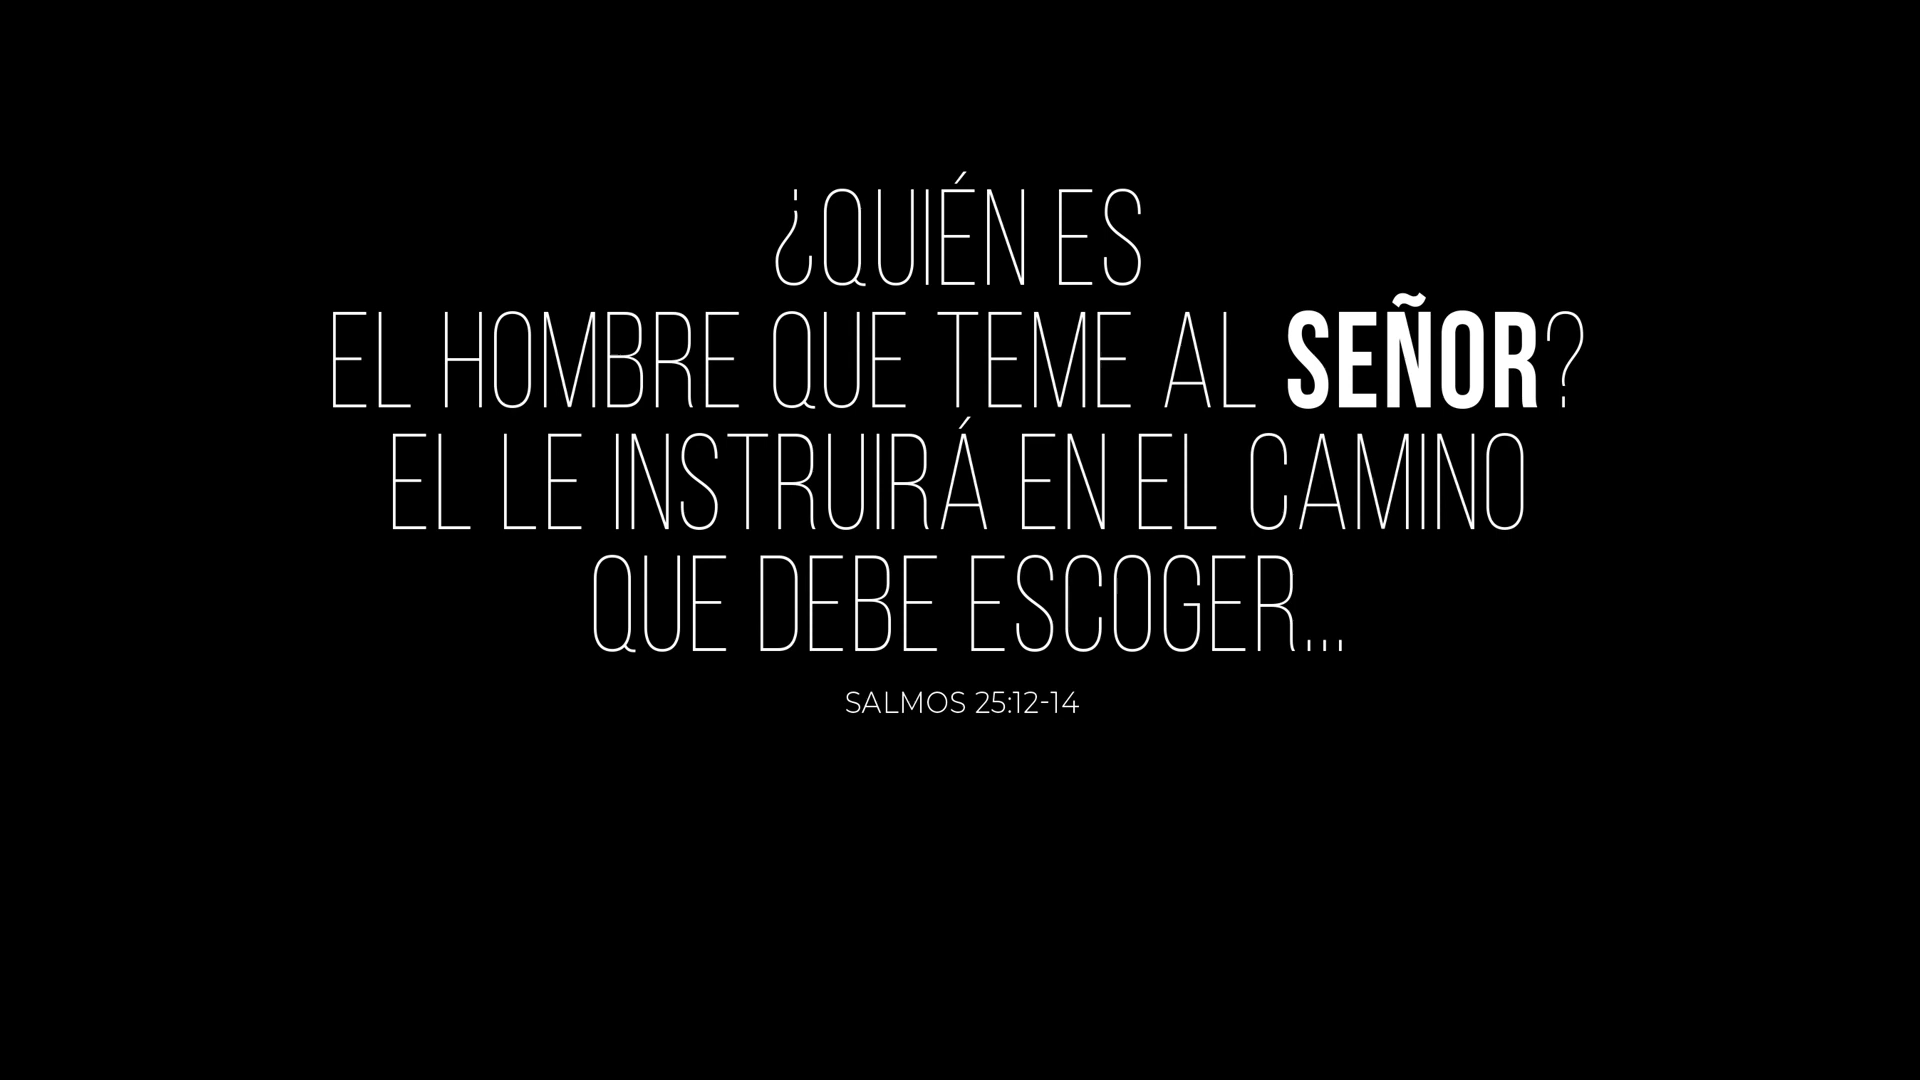 ¿QUIÉN ES
EL HOMBRE QUE TEME AL SEÑOR?
EL LE INSTRUIRÁ EN EL CAMINO
QUE DEBE ESCOGER...
SALMOS 25:12-14